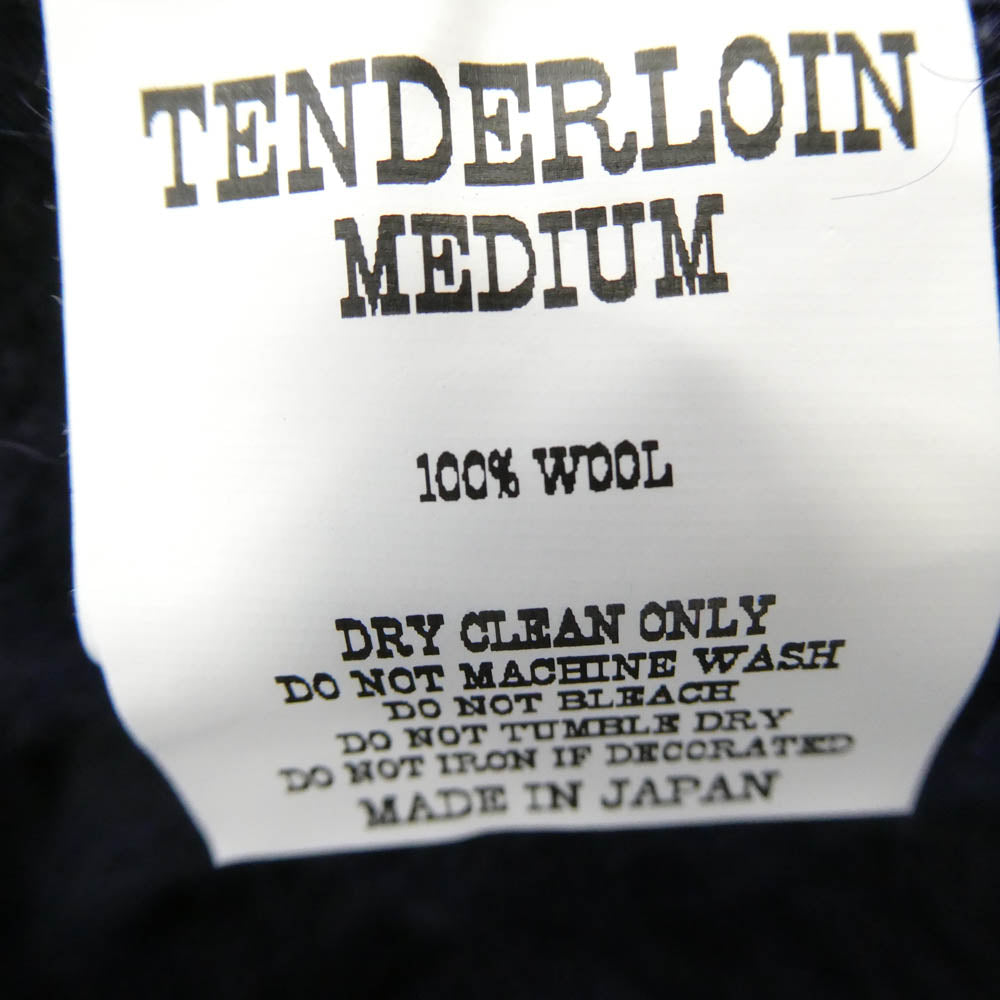 TENDERLOIN
MEDIUM
100% WOOL
DRY CLEAN ONLY
DO NOT MACHINE WASH
DO NOT BLEACH
DO NOT TUMBLE DRY
DO NOT IRON IF DECORATED
MADE IN JAPAN